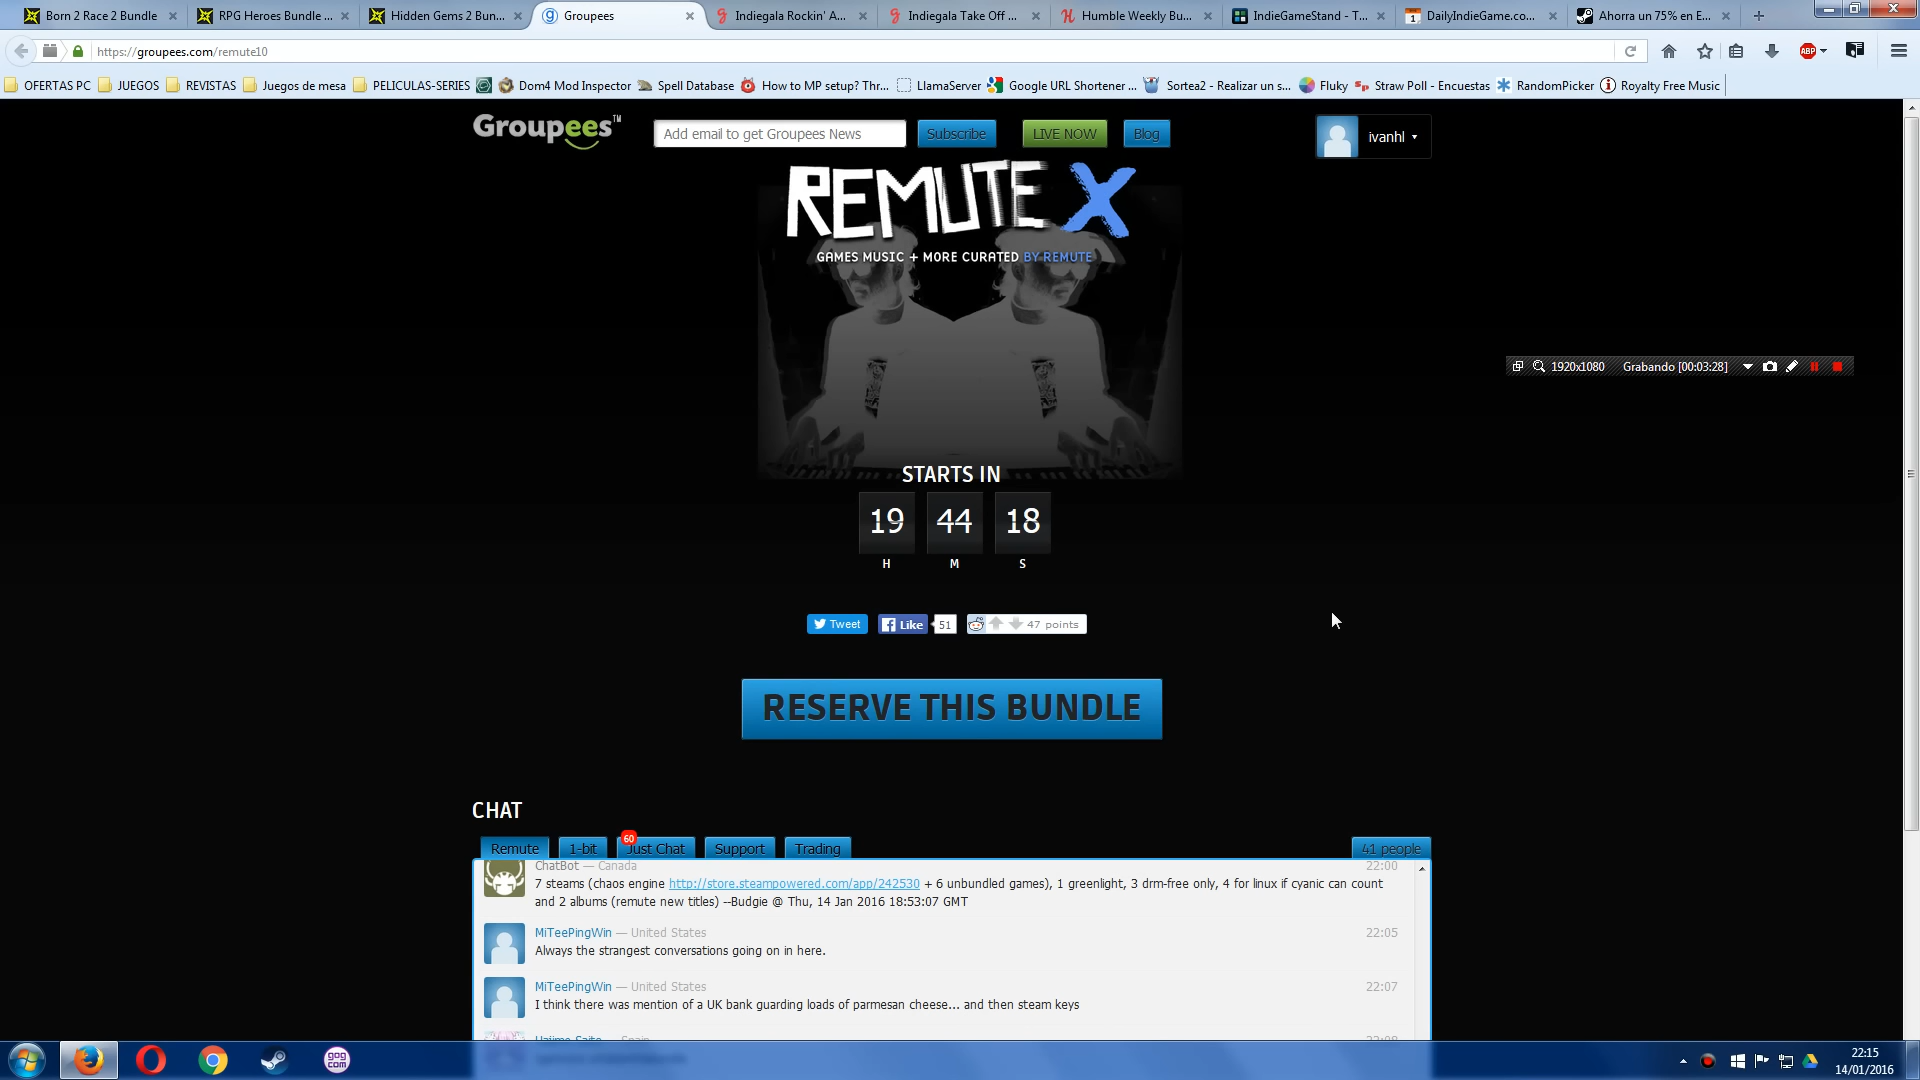 Born 2 Race 2 Bundle
RPG Heroes Bundle ...
Hidden Gems 2 Bun...
Groupees
Indiegala Rockin' A...
Indiegala Take Off ...
Humble Weekly Bu...
IndieGameStand - T...
DailyIndieGame.co...
Ahorra un 75% en E...
https://groupees.com/remute10
ABP
OFERTAS PC
JUEGOS
REVISTAS
Juegos de mesa
PELICULAS-SERIES
Dom4 Mod Inspector
Spell Database
How to MP setup? Thr...
LlamaServer
Google URL Shortener ...
Sortea2 - Realizar un s...
Fluky
Straw Poll - Encuestas
RandomPicker
Royalty Free Music
Groupees™
Add email to get Groupees News
Subscribe
LIVE NOW
Blog
ivanhl
REMUTE X
GAMES MUSIC + MORE CURATED BY REMUTE
1920x1080
Grabando [00:03:28]
STARTS IN
19 44 18
H M S
Tweet
Like
51
47 points
RESERVE THIS BUNDLE
CHAT
Remute
1-bit
60
Just Chat
Support
Trading
41 people
ChatBot — Canada
22:00
7 steams (chaos engine http://store.steampowered.com/app/242530 + 6 unbundled games), 1 greenlight, 3 drm-free only, 4 for linux if cyanic can count
and 2 albums (remute new titles) --Budgie @ Thu, 14 Jan 2016 18:53:07 GMT
MiTeePingWin — United States
22:05
Always the strangest conversations going on in here.
MiTeePingWin — United States
22:07
I think there was mention of a UK bank guarding loads of parmesan cheese... and then steam keys
gog
com
22:15
14/01/2016